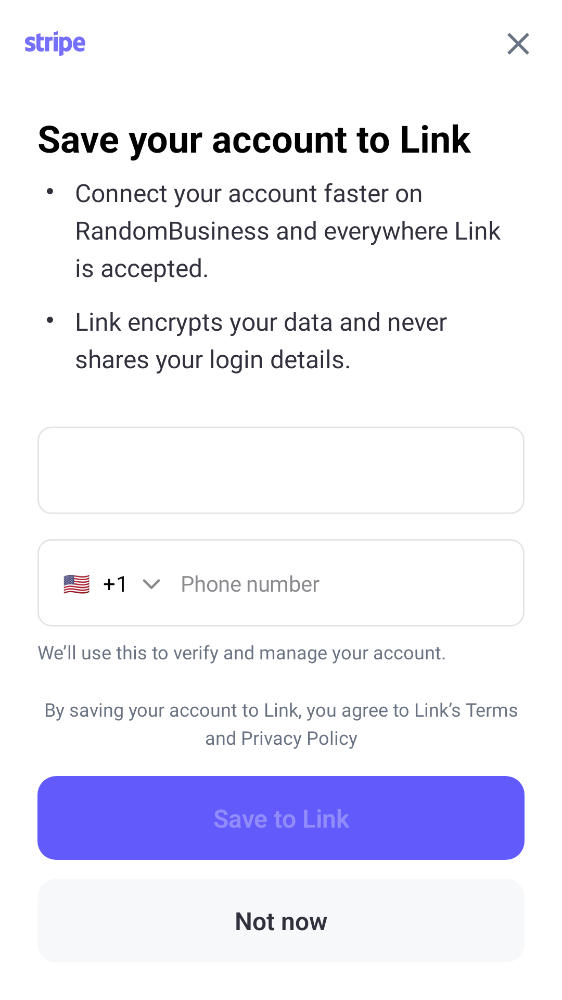 stripe
Save your account to Link
• Connect your account faster on
RandomBusiness and everywhere Link
is accepted.
• Link encrypts your data and never
shares your login details.
+1 Phone number
We’ll use this to verify and manage your account.
By saving your account to Link, you agree to Link’s Terms
and Privacy Policy
Save to Link
Not now